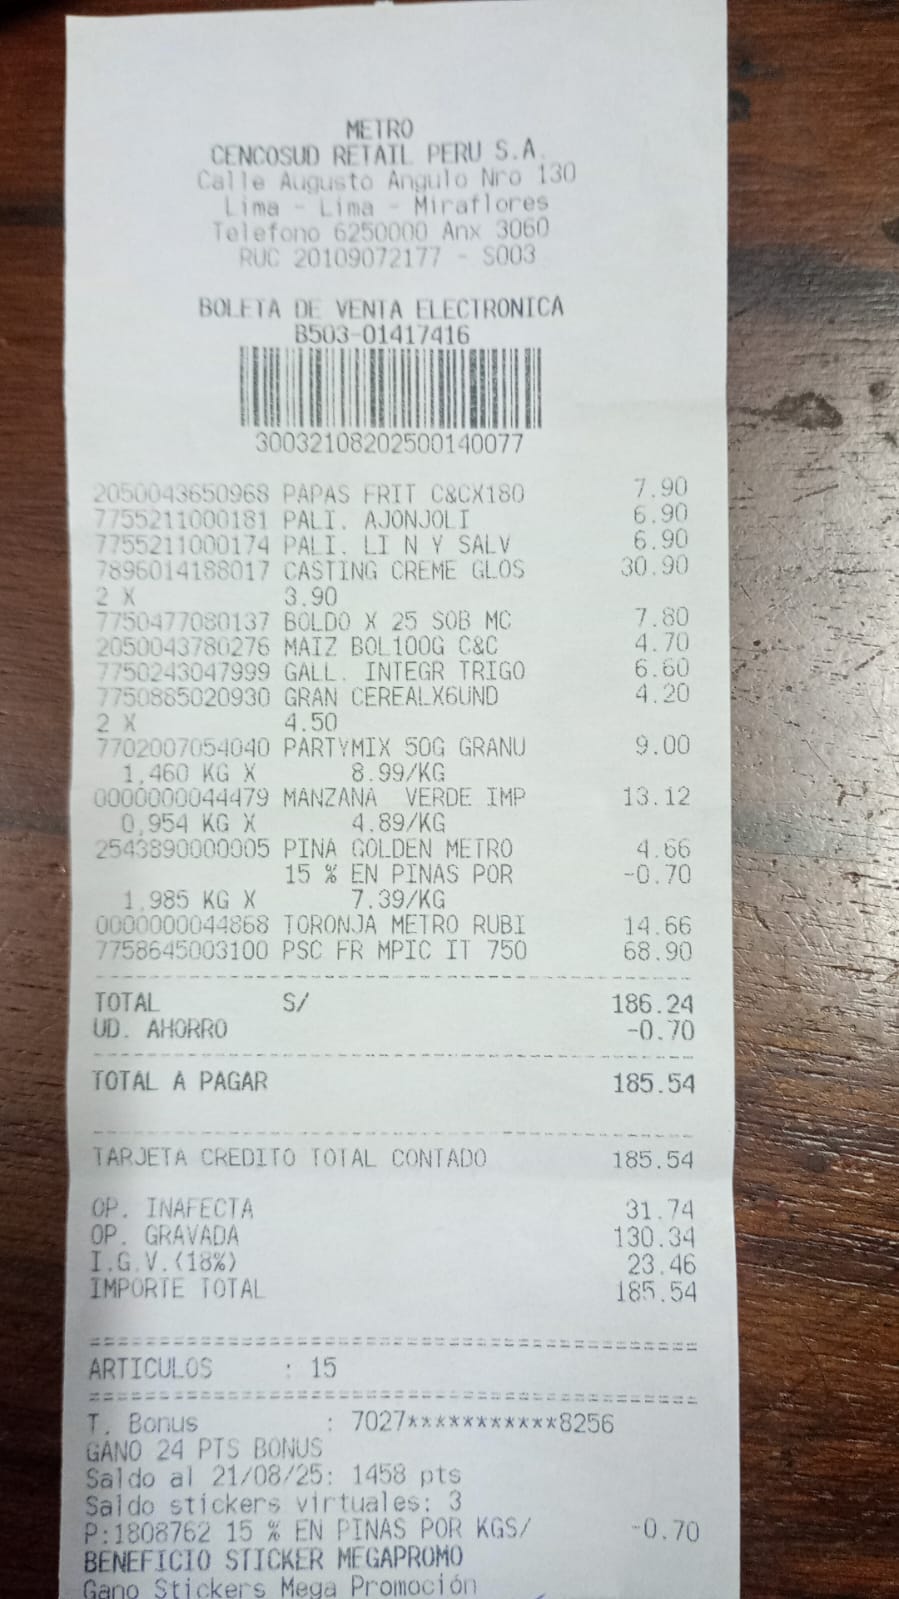 METRO
CENCOSUD RETAIL PERU S.A.
Calle Augusto Angulo Nro 130
Lima - Lima - Miraflores
Telefono 6250000 Anx 3060
RUC 20109072177 - S003
BOLETA DE VENTA ELECTRONICA
B503-01417416
300321082025001​40077
2050043650968 PAPAS FRIT C&CX180 7.90
7755211000181 PALI. AJONJOLI 6.90
7755211000174 PALI. LI N Y SALV 6.90
7896014188017 CASTING CREME GLOS 30.90
2 X 3.90
7750477080137 BOLDO X 25 SOB MC 7.80
2050043780276 MAIZ BOL100G C&C 4.70
7750243047999 GALL. INTEGR TRIGO 6.60
7750885020930 GRAN CEREALX6UND 4.20
2 X 4.50
7702007054040 PARTYMIX 50G GRANU 9.00
1,460 KG X 8.99/KG
0000000044479 MANZANA VERDE IMP 13.12
0,954 KG X 4.89/KG
2543890000005 PINA GOLDEN METRO 4.66
15 % EN PINAS POR -0.70
1,985 KG X 7.39/KG
0000000044868 TORONJA METRO RUBI 14.66
7758645003100 PSC FR MPIC IT 750 68.90
TOTAL S/ 186.24
UD. AHORRO -0.70
TOTAL A PAGAR 185.54
TARJETA CREDITO TOTAL CONTADO 185.54
OP. INAFECTA 31.74
OP. GRAVADA 130.34
I.G.V.(18%) 23.46
IMPORTE TOTAL 185.54
ARTICULOS : 15
T. Bonus : 7027***********8256
GANO 24 PTS BONUS
Saldo al 21/08/25: 1458 pts
Saldo stickers virtuales: 3
P:1808762 15 % EN PINAS POR KGS/ -0.70
BENEFICIO STICKER MEGAPROMO
Gano Stickers Mega Promoción